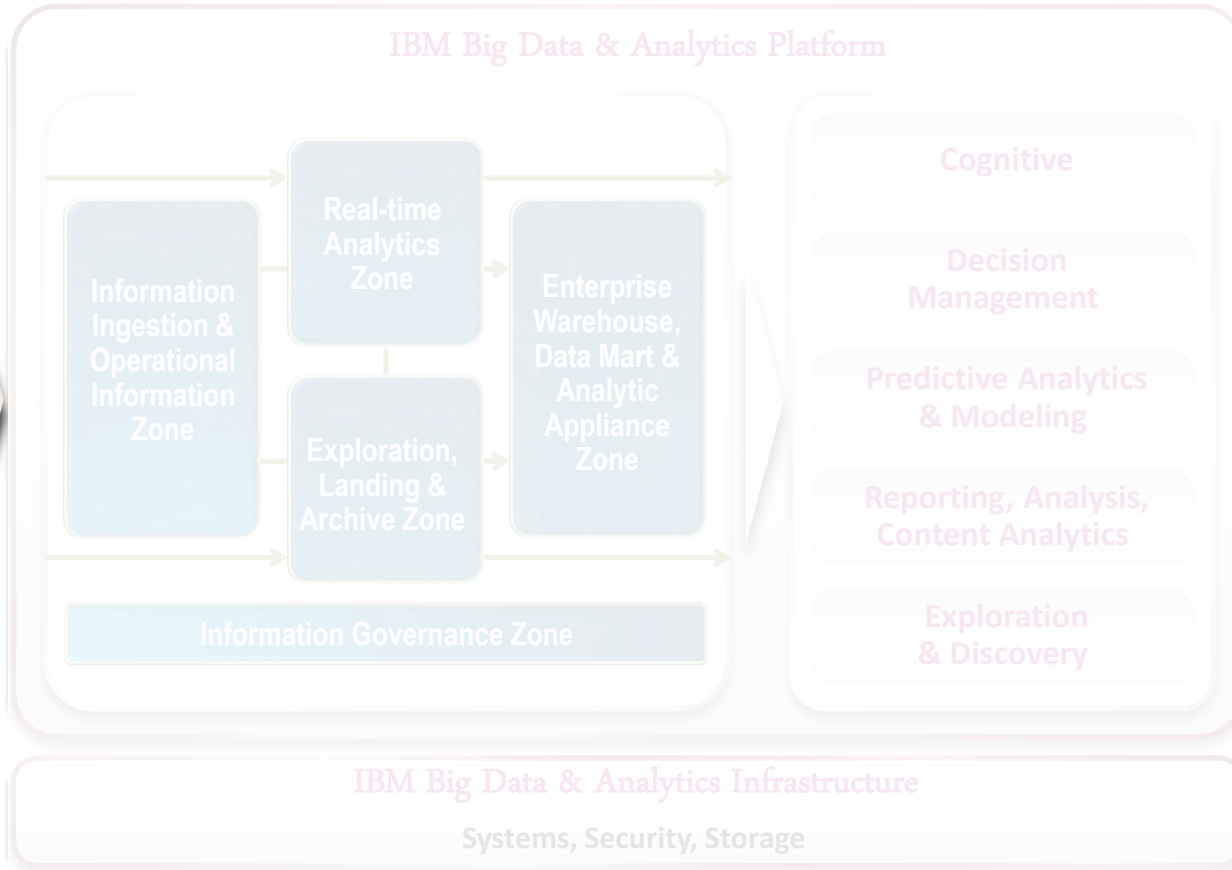 IBM Big Data & Analytics Platform
Real-time
Analytics
Zone
Information
Ingestion &
Operational
Information
Zone
Exploration,
Landing &
Archive Zone
Enterprise
Warehouse,
Data Mart &
Analytic
Appliance
Zone
Information Governance Zone
Cognitive
Decision
Management
Predictive Analytics
& Modeling
Reporting, Analysis,
Content Analytics
Exploration
& Discovery
IBM Big Data & Analytics Infrastructure
Systems, Security, Storage